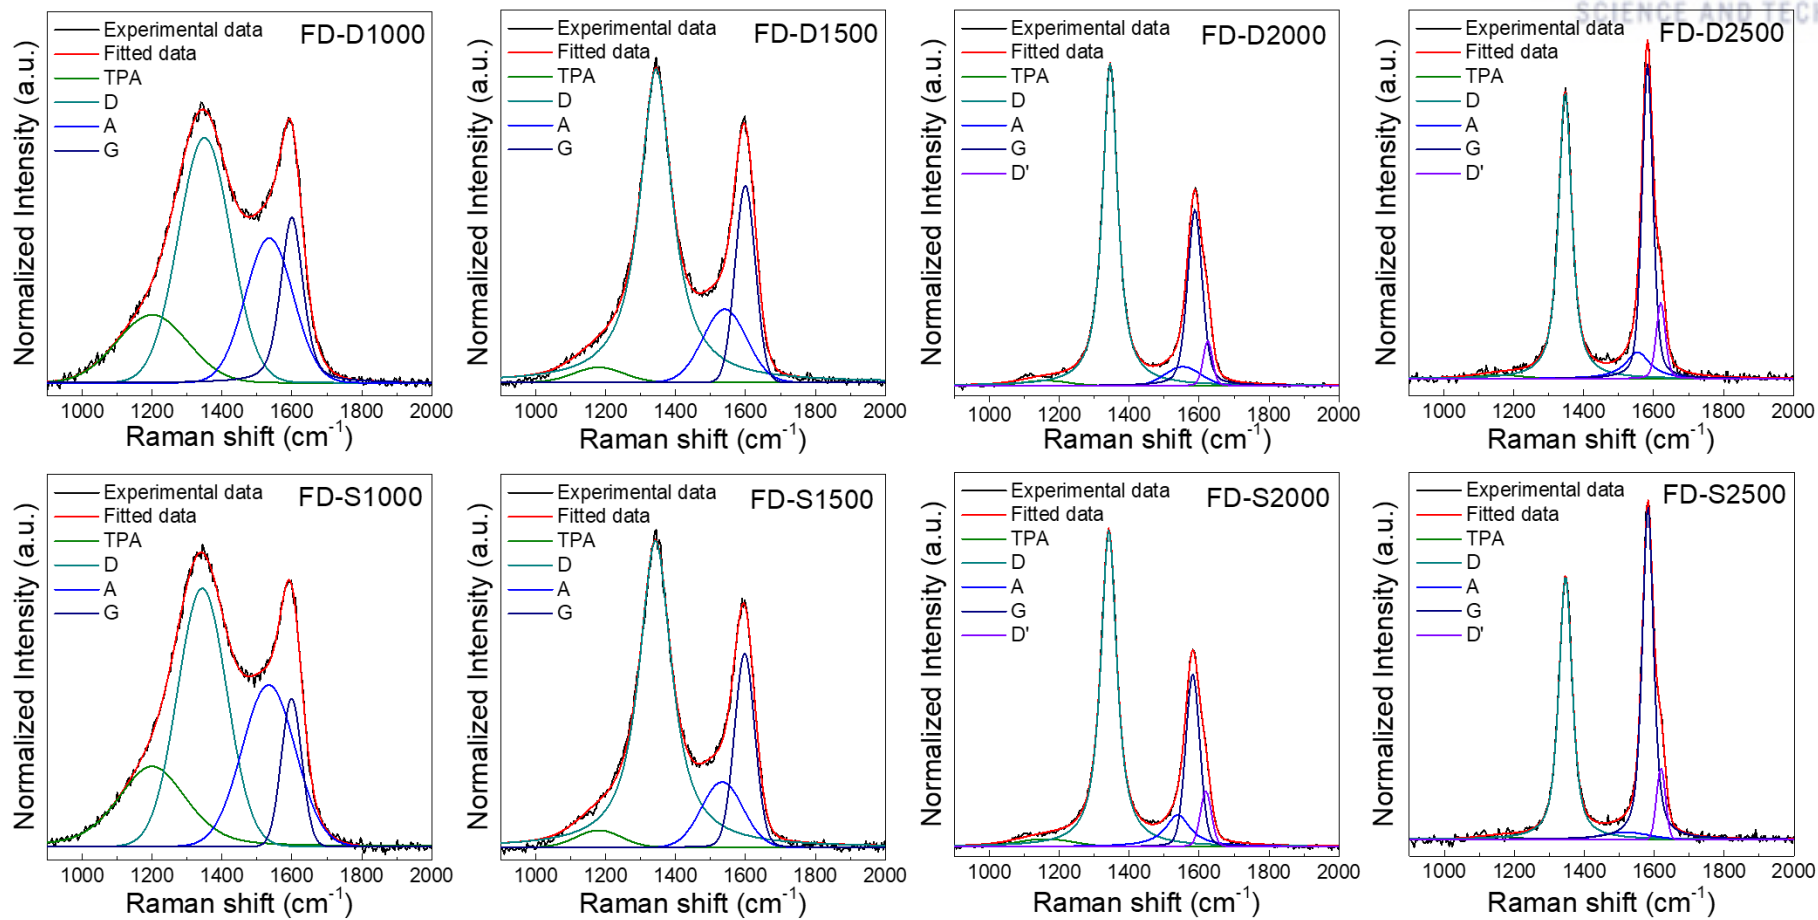 SCIENCE AND TECH
Normalized Intensity (a.u.)
Experimental data
Fitted data
TPA
D
A
G
FD-D1000
1000 1200 1400 1600 1800 2000
Raman shift (cm-1)
Normalized Intensity (a.u.)
Experimental data
Fitted data
TPA
D
A
G
FD-D1500
1000 1200 1400 1600 1800 2000
Raman shift (cm-1)
Normalized Intensity (a.u.)
Experimental data
Fitted data
TPA
D
A
G
D'
FD-D2000
1000 1200 1400 1600 1800 2000
Raman shift (cm-1)
Normalized Intensity (a.u.)
Experimental data
Fitted data
TPA
D
A
G
D'
FD-D2500
1000 1200 1400 1600 1800 2000
Raman shift (cm-1)
Normalized Intensity (a.u.)
Experimental data
Fitted data
TPA
D
A
G
FD-S1000
1000 1200 1400 1600 1800 2000
Raman shift (cm-1)
Normalized Intensity (a.u.)
Experimental data
Fitted data
TPA
D
A
G
FD-S1500
1000 1200 1400 1600 1800 2000
Raman shift (cm-1)
Normalized Intensity (a.u.)
Experimental data
Fitted data
TPA
D
A
G
D'
FD-S2000
1000 1200 1400 1600 1800 2000
Raman shift (cm-1)
Normalized Intensity (a.u.)
Experimental data
Fitted data
TPA
D
A
G
D'
FD-S2500
1000 1200 1400 1600 1800 2000
Raman shift (cm-1)